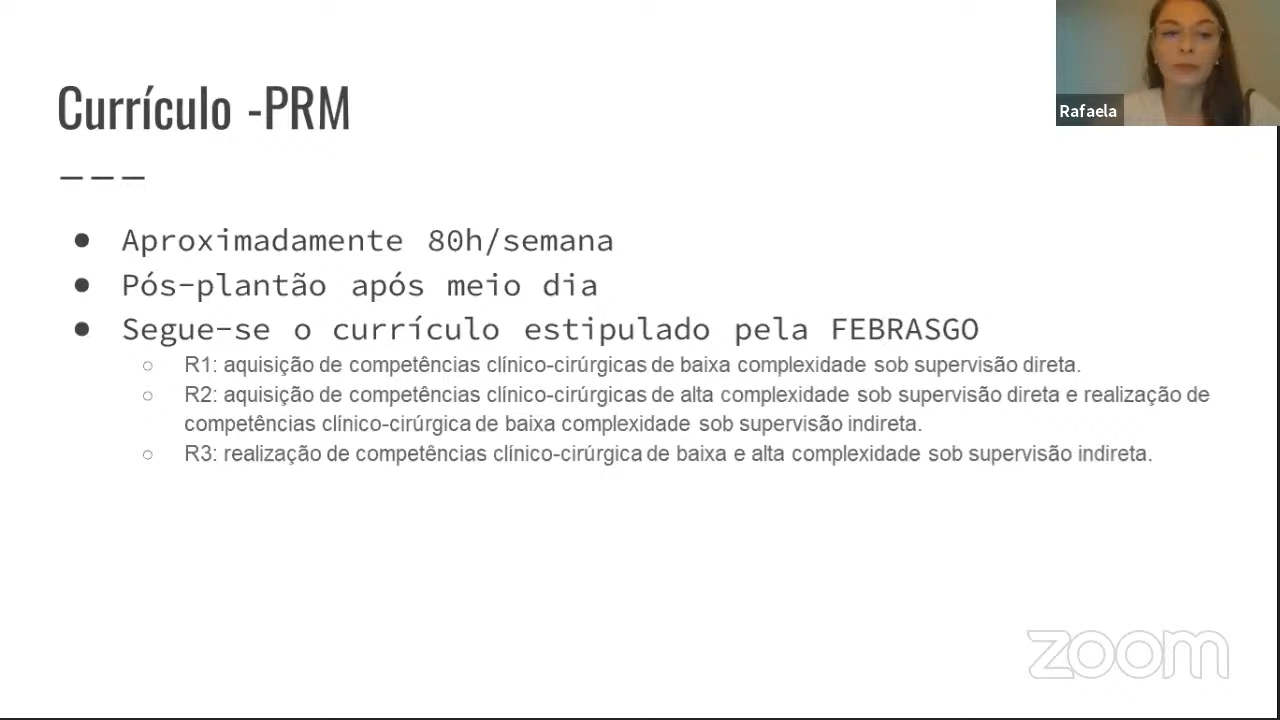 Currículo -PRM
Rafaela
● Aproximadamente 80h/semana
● Pós-plantão após meio dia
● Segue-se o currículo estipulado pela FEBRASGO
○ R1: aquisição de competências clínico-cirúrgicas de baixa complexidade sob supervisão direta.
○ R2: aquisição de competências clínico-cirúrgicas de alta complexidade sob supervisão direta e realização de
competências clínico-cirúrgica de baixa complexidade sob supervisão indireta.
○ R3: realização de competências clínico-cirúrgica de baixa e alta complexidade sob supervisão indireta.
zoom